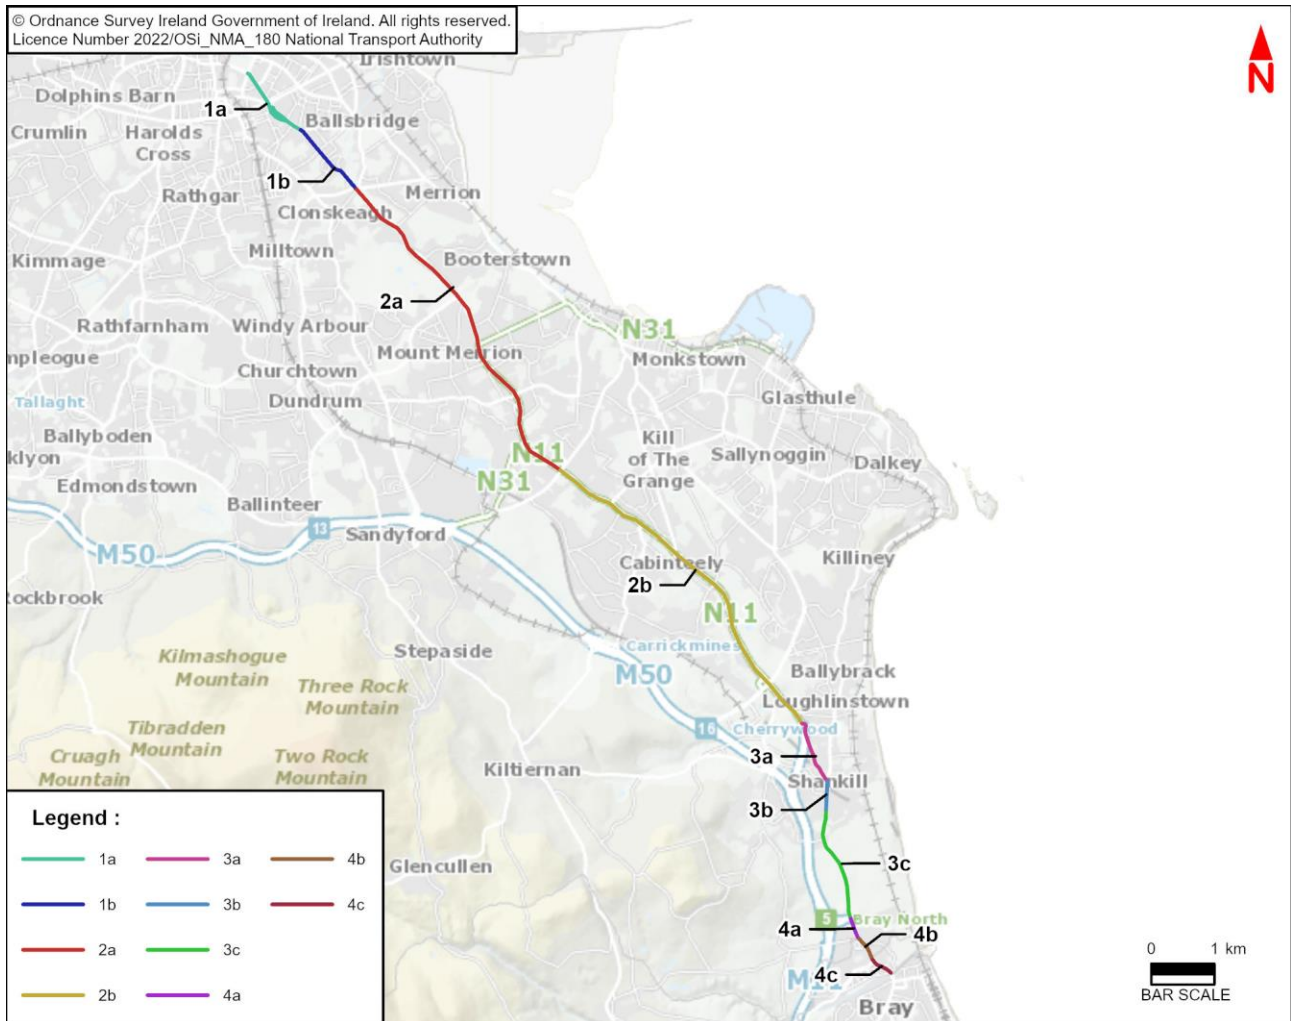 © Ordnance Survey Ireland Government of Ireland. All rights reserved.
Licence Number 2022/OSi_NMA_180 National Transport Authority
N
Irishtown
Dolphins Barn
1a
Ballsbridge
Crumlin
Harolds
Cross
1b
Rathgar
Merrion
Clonskeagh
Milltown
Kimmage
Booterstown
2a
Rathfarnham
Windy Arbour
N31
mpleogue
Mount Merrion
Monkstown
Churchtown
Tallaght
Dundrum
Glasthule
Ballyboden
klyon
N11
Kill
of The
Grange
Sallynoggin
Dalkey
N31
Edmondstown
Ballinteer
13
Sandyford
M50
Cabinteely
2b
Killiney
Rockbrook
N11
Stepaside
Carrickmines
Kilmashogue
Mountain
M50
Ballybrack
Three Rock
Mountain
Loughlinstown
Tibradden
Mountain
16
Cherrywood
Cruagh
Mountain
Two Rock
Mountain
3a
Kiltiernan
Shankill
3b
Glencullen
3c
5
Bray North
4a
4b
4c
M11
Bray
Legend :
1a
3a
4b
1b
3b
4c
2a
3c
2b
4a
0 1 km
BAR SCALE